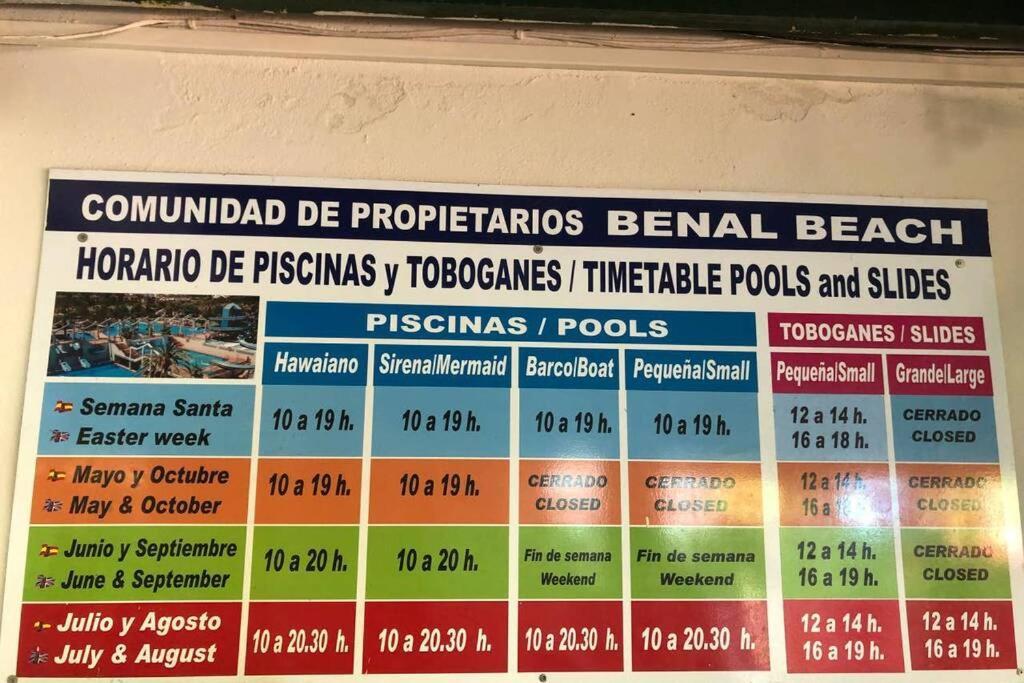 COMUNIDAD DE PROPIETARIOS BENAL BEACH
HORARIO DE PISCINAS y TOBOGANES / TIMETABLE POOLS and SLIDES
PISCINAS / POOLS
TOBOGANES / SLIDES
Hawaiano Sirena/Mermaid Barco/Boat Pequeña/Small Pequeña/Small Grande/Large
Semana Santa
Easter week
10 a 19 h. 10 a 19 h. 10 a 19 h. 10 a 19 h.
12 a 14 h.
16 a 18 h.
CERRADO
CLOSED
Mayo y Octubre
May & October
10 a 19 h. 10 a 19 h.
CERRADO
CLOSED
CERRADO
CLOSED
12 a 14 h.
16 a
CERRADO
CLOSED
Junio y Septiembre
June & September
10 a 20 h. 10 a 20 h.
Fin de semana
Weekend
Fin de semana
Weekend
12 a 14 h.
16 a 19 h.
CERRADO
CLOSED
Julio y Agosto
July & August
10 a 20.30 h. 10 a 20.30 h. 10 a 20.30 h. 10 a 20.30 h.
12 a 14 h.
16 a 19 h.
12 a 14 h.
16 a 19 h.